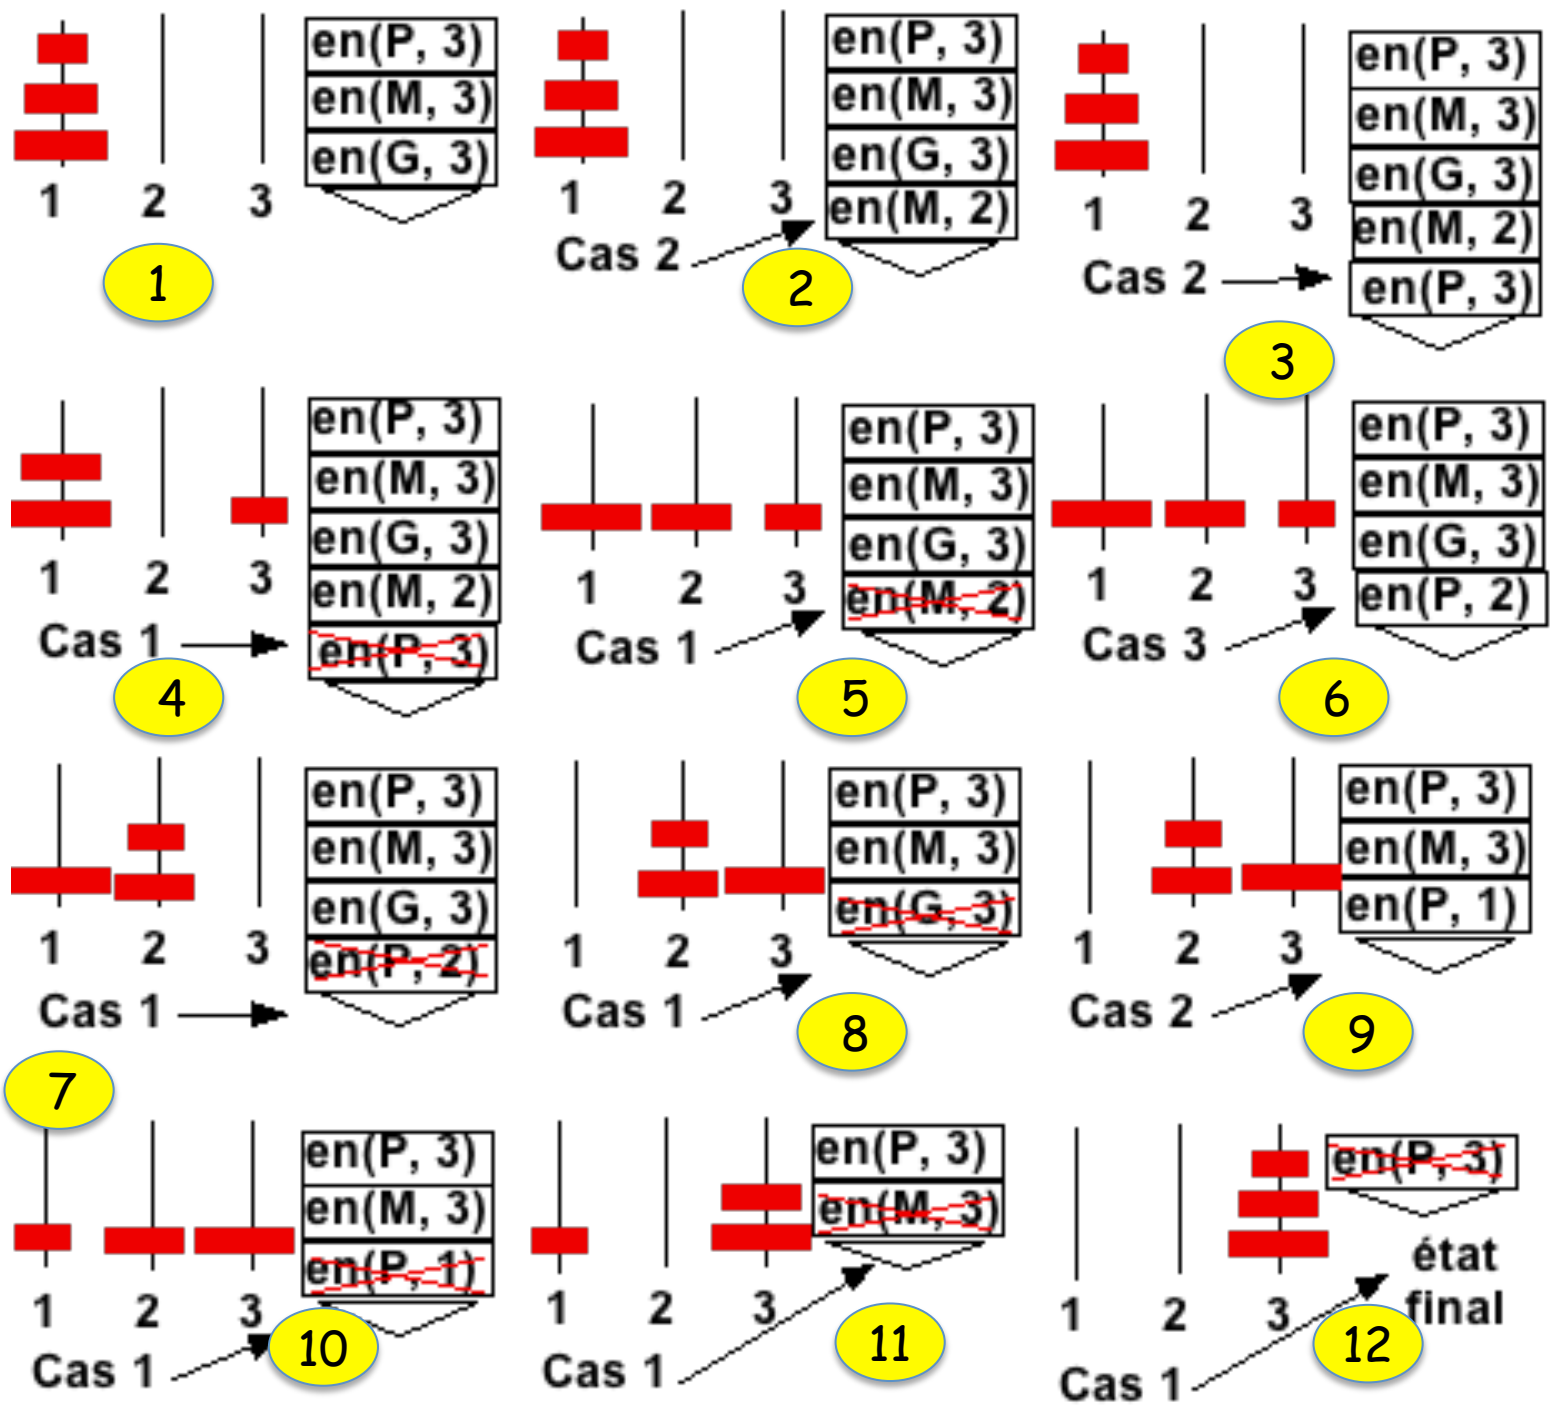 en(P, 3)
en(M, 3)
en(G, 3)
1 2 3
1
en(P, 3)
en(M, 3)
en(G, 3)
en(M, 2)
1 2 3
Cas 2
2
en(P, 3)
en(M, 3)
en(G, 3)
en(M, 2)
en(P, 3)
1 2 3
Cas 2
3
en(P, 3)
en(M, 3)
en(G, 3)
en(M, 2)
en(P, 3)
1 2 3
Cas 1
4
en(P, 3)
en(M, 3)
en(G, 3)
en(M, 2)
1 2 3
Cas 1
5
en(P, 3)
en(M, 3)
en(G, 3)
en(P, 2)
1 2 3
Cas 3
6
en(P, 3)
en(M, 3)
en(G, 3)
en(P, 2)
1 2 3
Cas 1
7
en(P, 3)
en(M, 3)
en(G, 3)
1 2 3
Cas 1
8
en(P, 3)
en(M, 3)
en(P, 1)
1 2 3
Cas 2
9
en(P, 3)
en(M, 3)
en(P, 1)
1 2 3
Cas 1
10
en(P, 3)
en(M, 3)
1 2 3
Cas 1
11
en(P, 3)
état
final
1 2 3
Cas 1
12